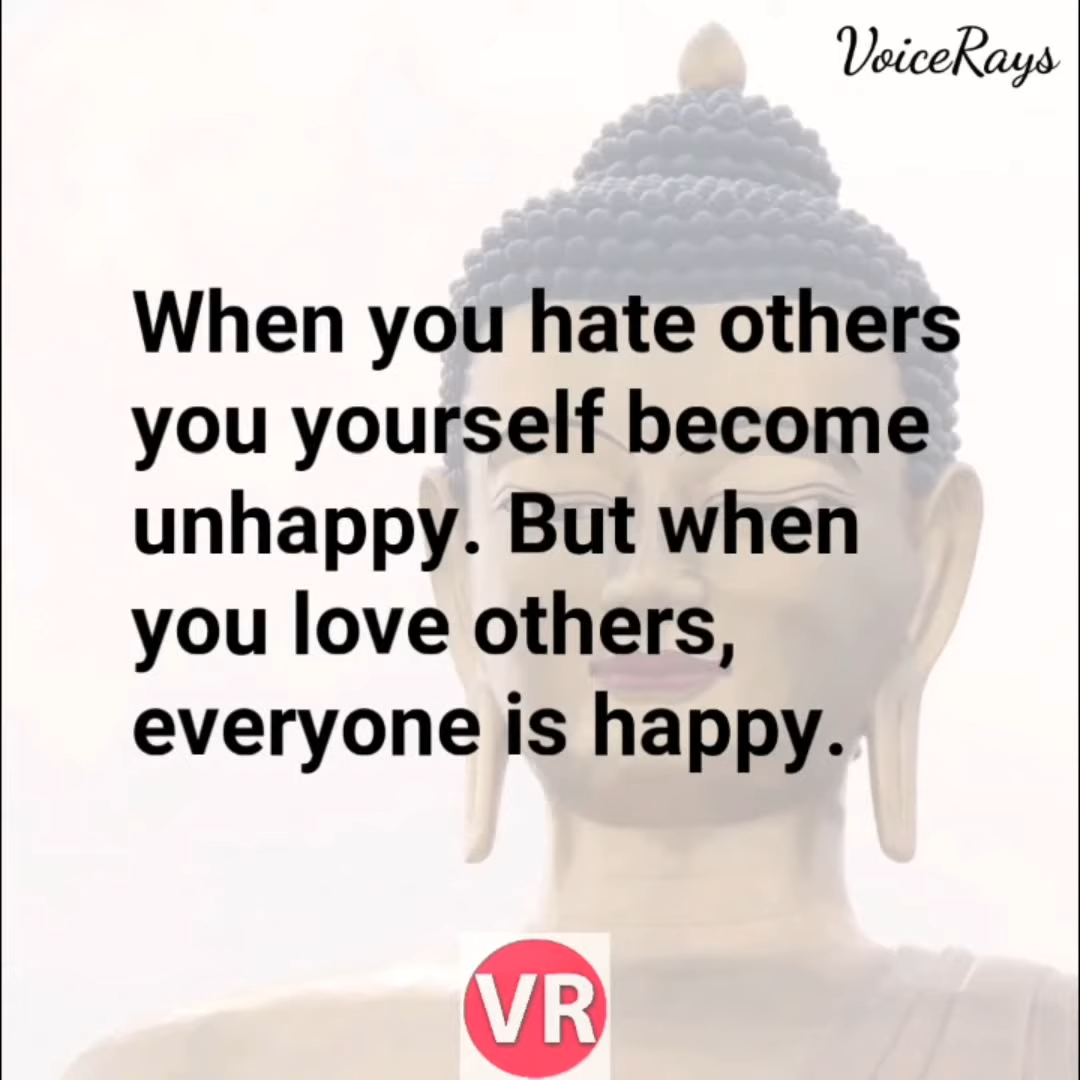 VoiceRays
When you hate others
you yourself become
unhappy. But when
you love others,
everyone is happy.
VR